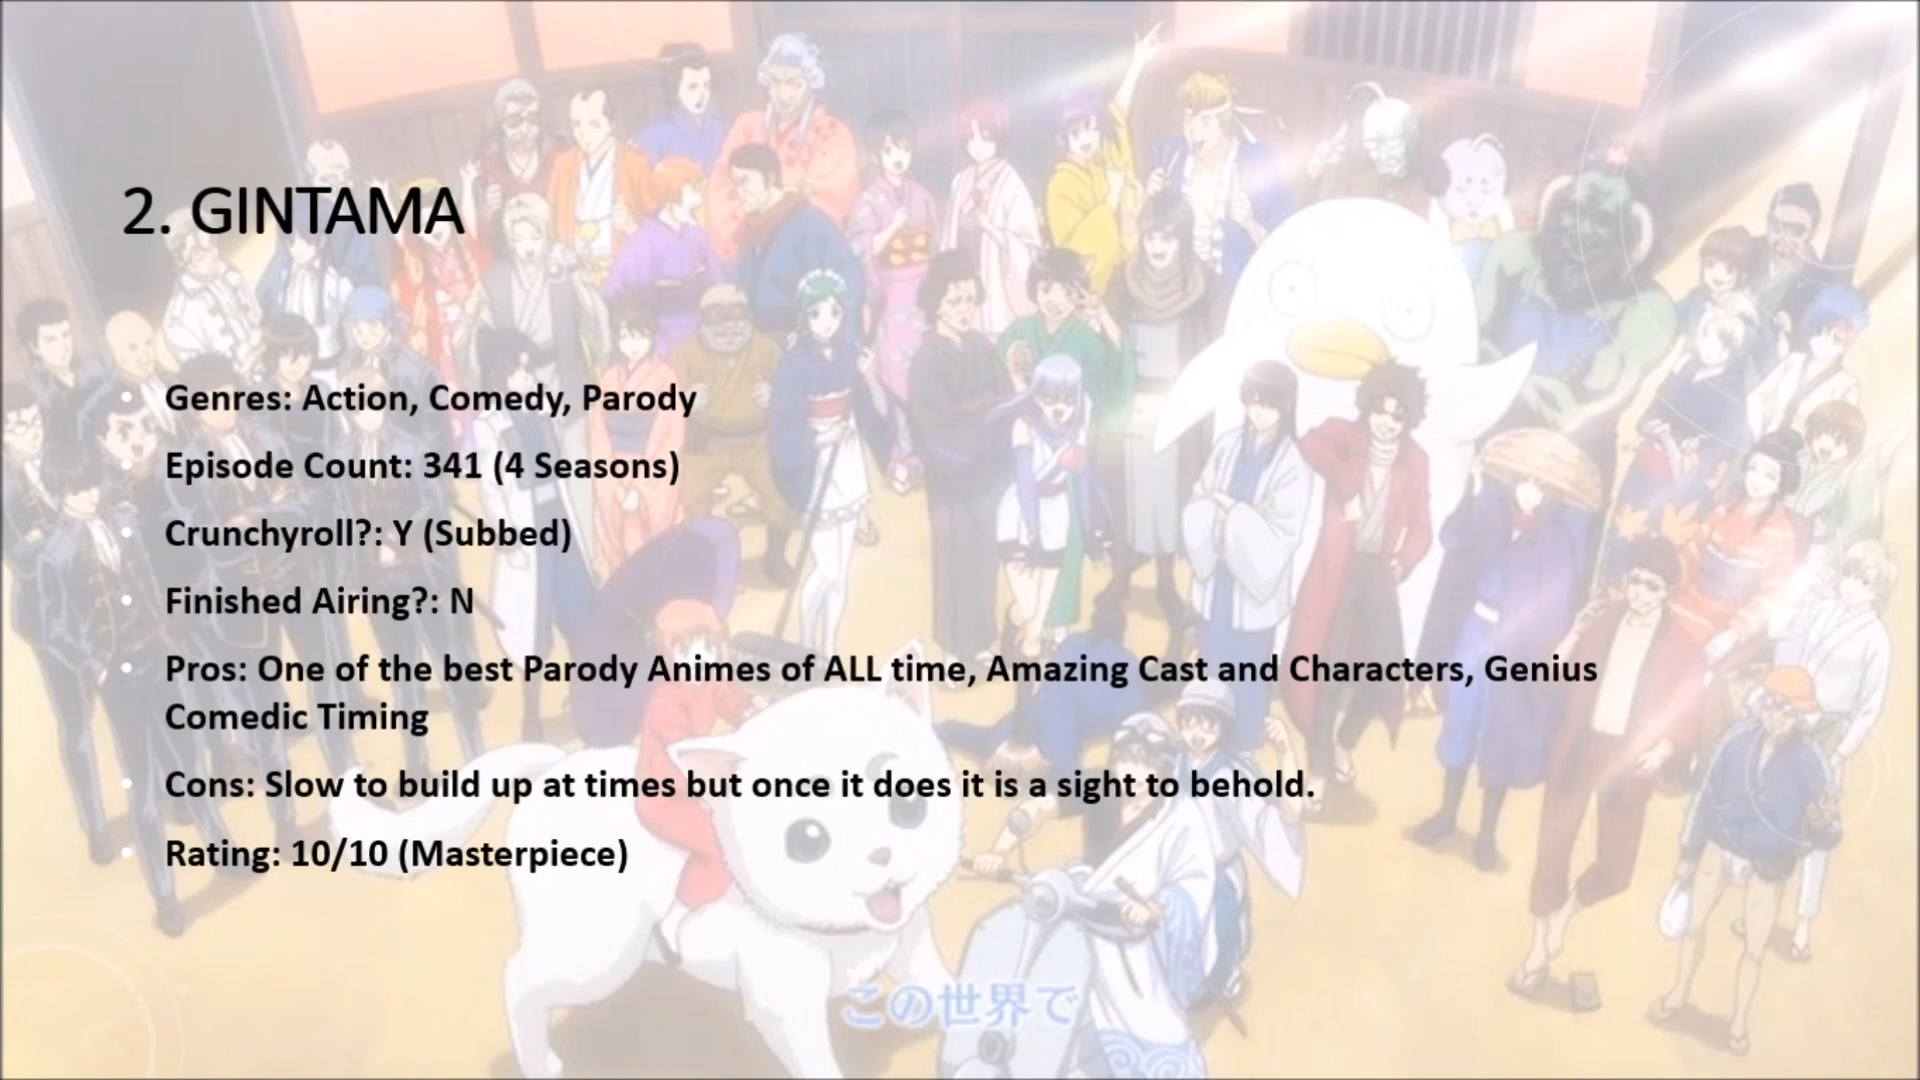 2. GINTAMA
Genres: Action, Comedy, Parody
Episode Count: 341 (4 Seasons)
Crunchyroll?: Y (Subbed)
Finished Airing?: N
Pros: One of the best Parody Animes of ALL time, Amazing Cast and Characters, Genius
Comedic Timing
Cons: Slow to build up at times but once it does it is a sight to behold.
Rating: 10/10 (Masterpiece)
この世界で